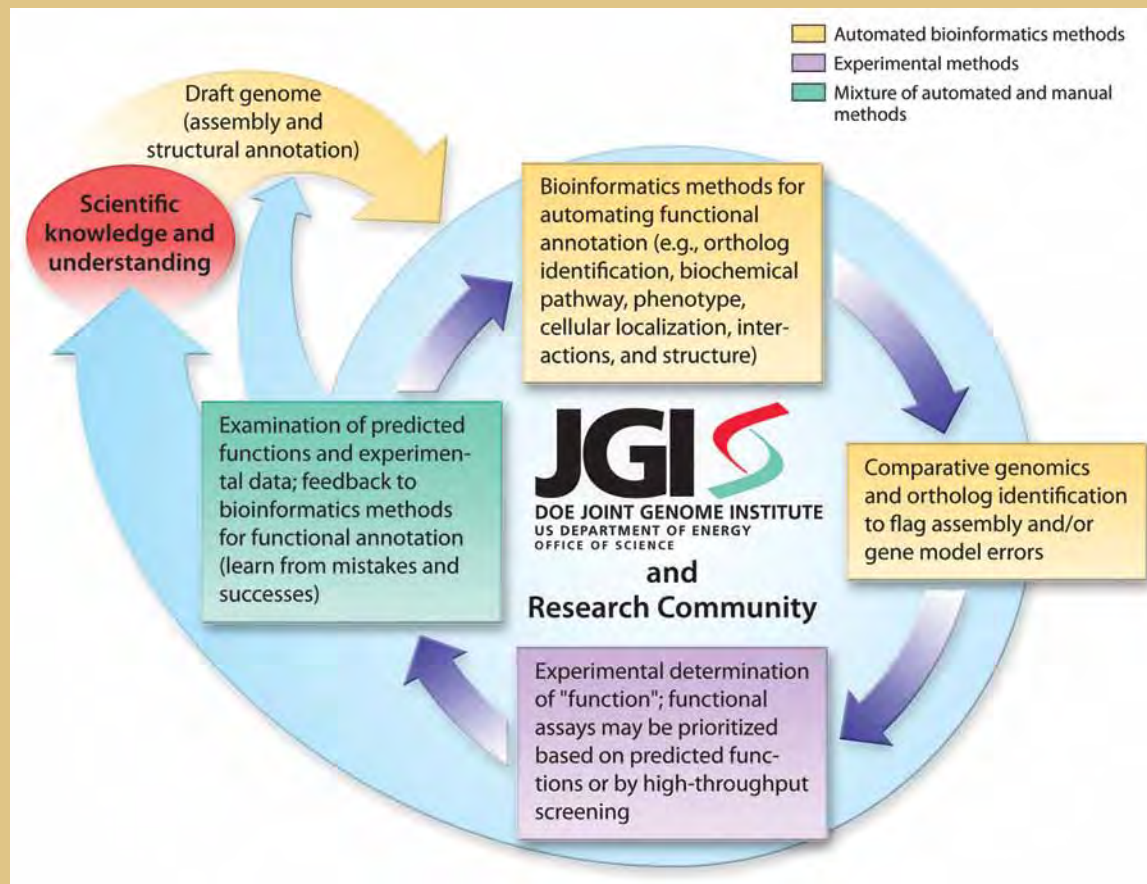 Automated bioinformatics methods
Experimental methods
Mixture of automated and manual
methods
Draft genome
(assembly and
structural annotation)
Scientific
knowledge and
understanding
Bioinformatics methods for
automating functional
annotation (e.g., ortholog
identification, biochemical
pathway, phenotype,
cellular localization, inter-
actions, and structure)
Comparative genomics
and ortholog identification
to flag assembly and/or
gene model errors
Experimental determination
of "function"; functional
assays may be prioritized
based on predicted func-
tions or by high-throughput
screening
Examination of predicted
functions and experimen-
tal data; feedback to
bioinformatics methods
for functional annotation
(learn from mistakes and
successes)
JGI
DOE JOINT GENOME INSTITUTE
US DEPARTMENT OF ENERGY
OFFICE OF SCIENCE
and
Research Community